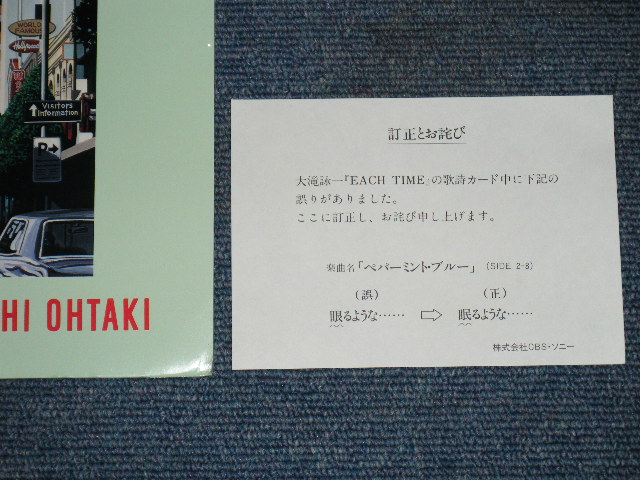 WORLD
FAMOUS
Hollywood
Visitors
Information
P
HI OHTAKI
訂正とお詫び
大滝詠一『EACH TIME』の歌詩カード中に下記の
誤りがありました。
ここに訂正し、お詫び申し上げます。
楽曲名「ペパーミント・ブルー」 (SIDE 2-8)
(誤) (正)
眼るような…… ⇨ 眠るような……
株式会社CBS・ソニー